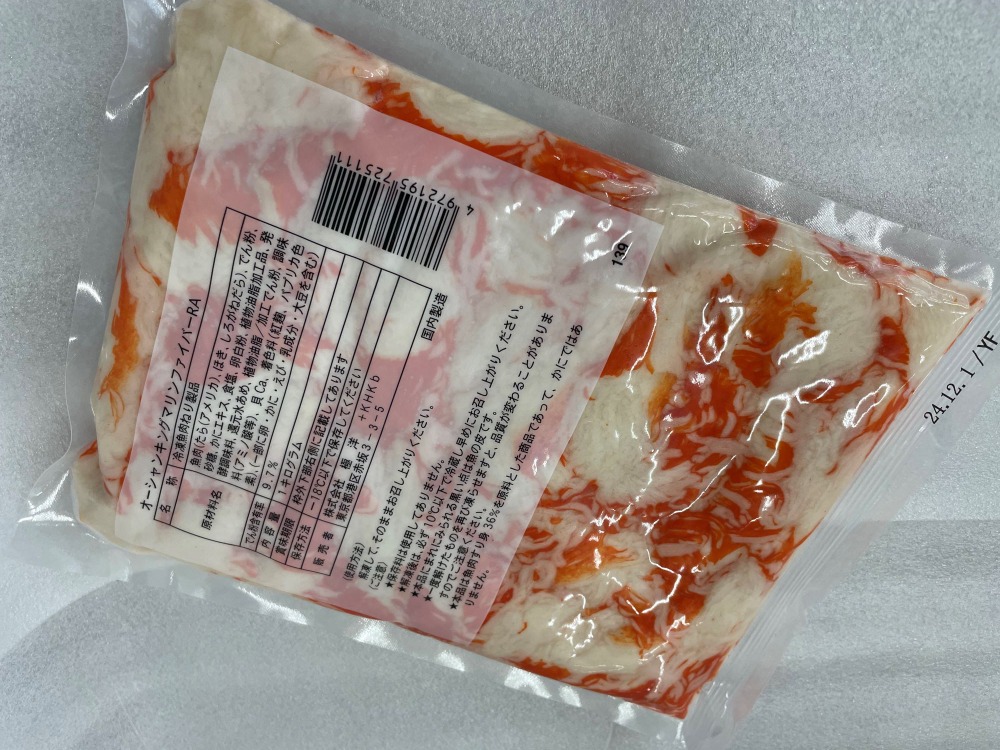 オーシャンキングマリンファイバーRA
名 称 冷凍魚肉ねり製品
原材料名 魚肉(たら(アメリカ)、ほき、しろがねだら)、でん粉、
砂糖、かにエキス、食塩、卵白粉、植物油脂加工品、発
酵調味料、還元水あめ、植物油脂/加工でん粉、調味
料(アミノ酸等)、貝Ca、着色料(紅麹、パプリカ色
素)、(一部に卵・かに・えび・乳成分・大豆を含む)
でん粉含有率 9.%
内容量 1キログラム
賞味期限 枠外下部右側に記載してあります
保存方法 -18℃以下で保存してください
販売者 株式会社 極 洋 +KHKb
東京都港区赤坂3-3-5
国内製造
4972195725111
(使用方法)
解凍して、そのままお召し上がりください。
(ご注意)
*保存料は使用してありません。
*解凍後は、必ず10℃以下で冷蔵し早めにお召し上がりください。
*本品にまれにみられる黒い点は魚の皮です。
*一度解けたものを再び凍らせますと、品質が変わることがありま
すのでご注意ください。
*本品は魚肉すり身36%を原料とした商品であって、かにではあ
りません。
139
24.12. 1/YF